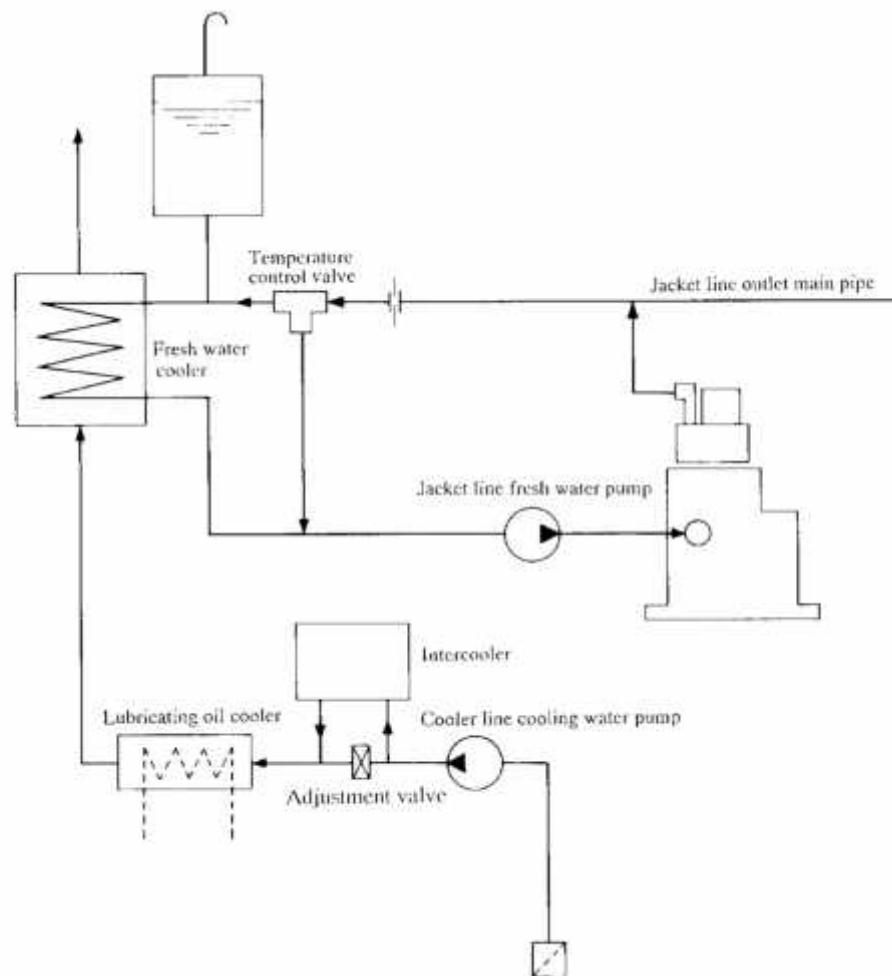 Temperature
control valve
Jacket line outlet main pipe
Fresh water
cooler
Jacket line fresh water pump
Intercooler
Lubricating oil cooler
Cooler line cooling water pump
Adjustment valve